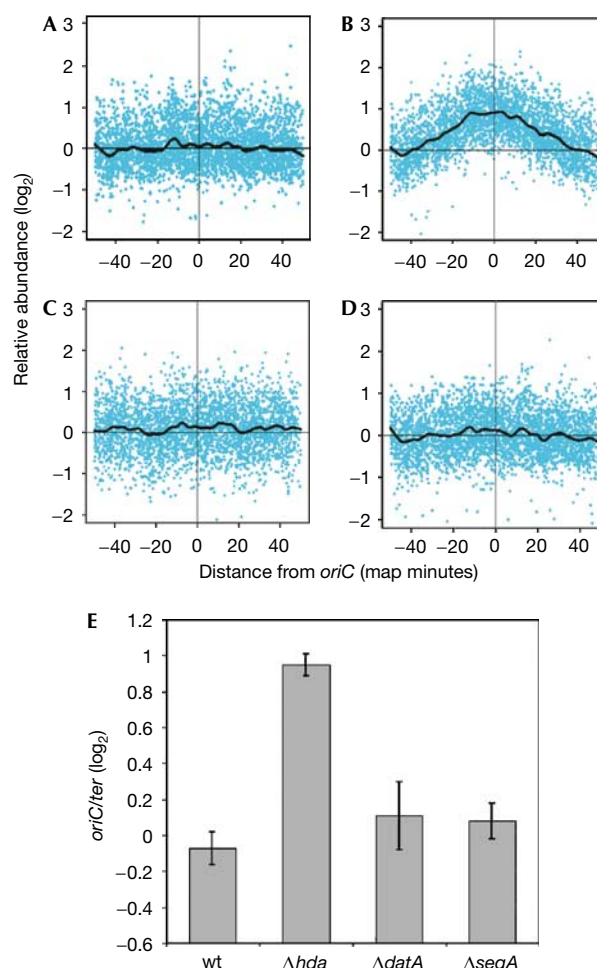 A
B
3
2
1
0
−1
−2
3
2
1
0
−1
−2
−40 −20 0 20 40
−40 −20 0 20 40
C
D
3
2
1
0
−1
−2
3
2
1
0
−1
−2
−40 −20 0 20 40
−40 −20 0 20 40
Relative abundance (log2)
Distance from oriC (map minutes)
E
1.2
1
0.8
0.6
0.4
0.2
0
−0.2
−0.4
−0.6
oriC/ter (log2)
wt Δhda ΔdatA ΔseqA